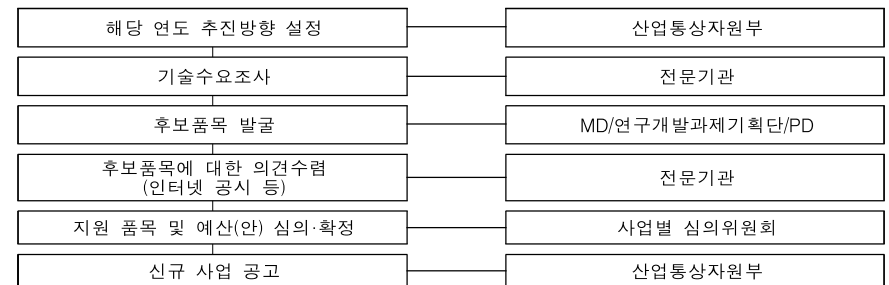 해당 연도 추진방향 설정
산업통상자원부
기술수요조사
전문기관
후보품목 발굴
MD/연구개발과제기획단/PD
후보품목에 대한 의견수렴
(인터넷 공시 등)
전문기관
지원 품목 및 예산(안) 심의·확정
사업별 심의위원회
신규 사업 공고
산업통상자원부